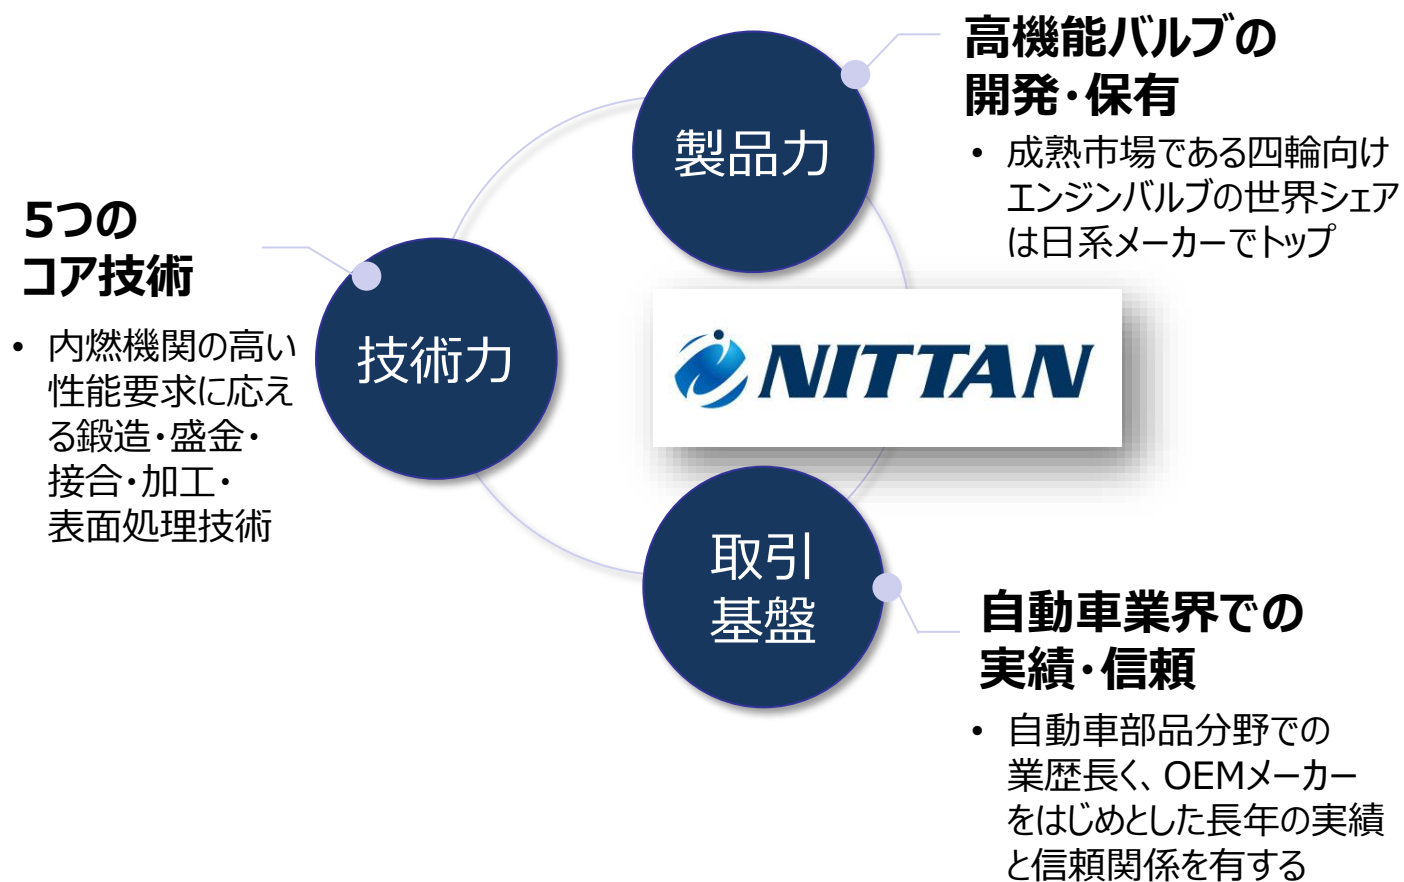 5つの
コア技術
• 内燃機関の高い
性能要求に応え
る鍛造・盛金・
接合・加工・
表面処理技術
技術力
製品力
高機能バルブの
開発・保有
• 成熟市場である四輪向け
エンジンバルブの世界シェア
は日系メーカーでトップ
NITTAN
取引
基盤
自動車業界での
実績・信頼
• 自動車部品分野での
業歴長く、OEMメーカー
をはじめとした長年の実績
と信頼関係を有する